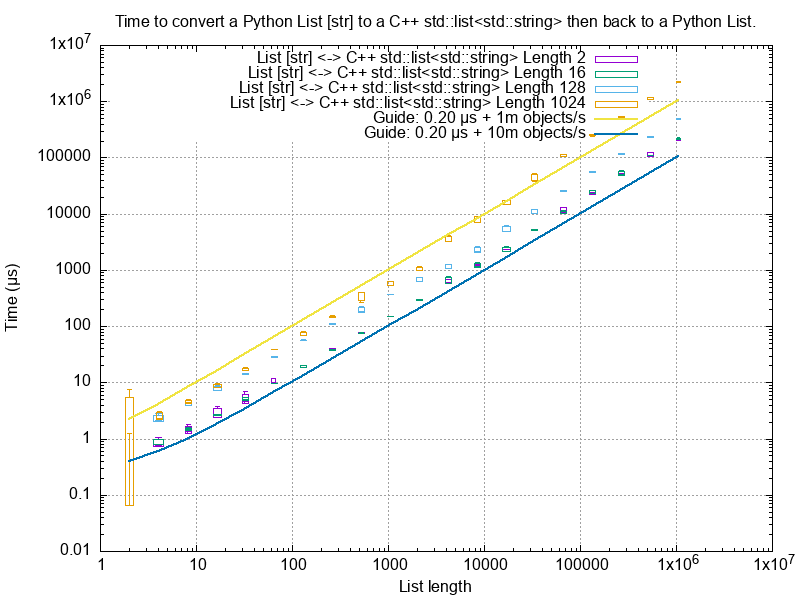 Time to convert a Python List [str] to a C++ std::list<std::string> then back to a Python List.
1x10^7
List [str] <-> C++ std::list<std::string> Length 2
List [str] <-> C++ std::list<std::string> Length 16
List [str] <-> C++ std::list<std::string> Length 128
List [str] <-> C++ std::list<std::string> Length 1024
Guide: 0.20 µs + 1m objects/s
Guide: 0.20 µs + 10m objects/s
1x10^6
100000
10000
1000
100
10
1
0.1
0.01
Time (µs)
1 10 100 1000 10000 100000 1x10^6 1x10^7
List length